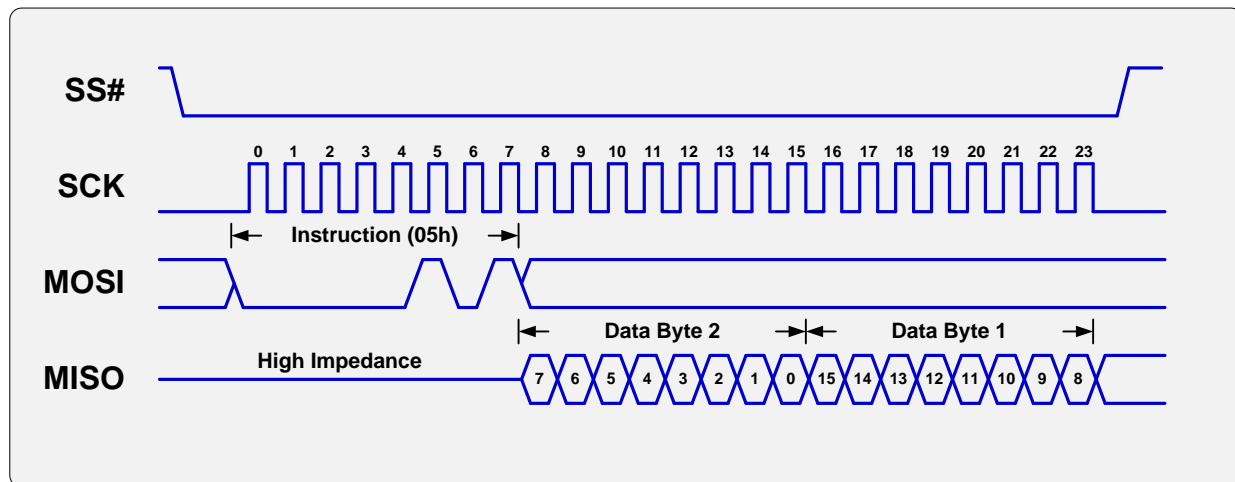 SS#
0 1 2 3 4 5 6 7 8 9 10 11 12 13 14 15 16 17 18 19 20 21 22 23
SCK
Instruction (05h)
MOSI
Data Byte 2 Data Byte 1
High Impedance
MISO
7 6 5 4 3 2 1 0 15 14 13 12 11 10 9 8